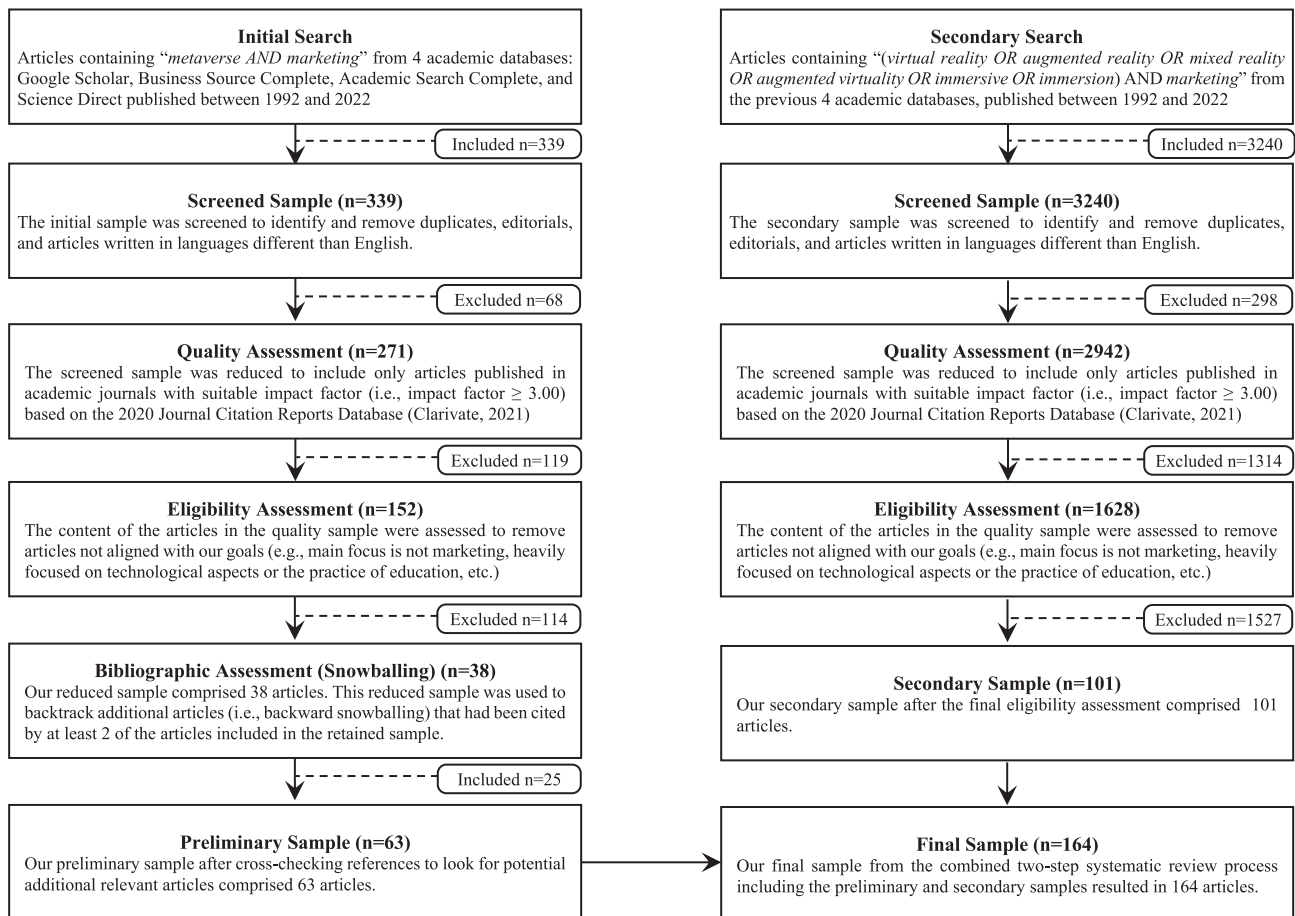 Initial Search
Articles containing “metaverse AND marketing” from 4 academic databases:
Google Scholar, Business Source Complete, Academic Search Complete, and
Science Direct published between 1992 and 2022
Included n=339
Screened Sample (n=339)
The initial sample was screened to identify and remove duplicates, editorials,
and articles written in languages different than English.
Excluded n=68
Quality Assessment (n=271)
The screened sample was reduced to include only articles published in
academic journals with suitable impact factor (i.e., impact factor ≥ 3.00)
based on the 2020 Journal Citation Reports Database (Clarivate, 2021)
Excluded n=119
Eligibility Assessment (n=152)
The content of the articles in the quality sample were assessed to remove
articles not aligned with our goals (e.g., main focus is not marketing, heavily
focused on technological aspects or the practice of education, etc.)
Excluded n=114
Bibliographic Assessment (Snowballing) (n=38)
Our reduced sample comprised 38 articles. This reduced sample was used to
backtrack additional articles (i.e., backward snowballing) that had been cited
by at least 2 of the articles included in the retained sample.
Included n=25
Preliminary Sample (n=63)
Our preliminary sample after cross-checking references to look for potential
additional relevant articles comprised 63 articles.
Secondary Search
Articles containing “(virtual reality OR augmented reality OR mixed reality
OR augmented virtuality OR immersive OR immersion) AND marketing” from
the previous 4 academic databases, published between 1992 and 2022
Included n=3240
Screened Sample (n=3240)
The secondary sample was screened to identify and remove duplicates,
editorials, and articles written in languages different than English.
Excluded n=298
Quality Assessment (n=2942)
The screened sample was reduced to include only articles published in
academic journals with suitable impact factor (i.e., impact factor ≥ 3.00)
based on the 2020 Journal Citation Reports Database (Clarivate, 2021)
Excluded n=1314
Eligibility Assessment (n=1628)
The content of the articles in the quality sample were assessed to remove
articles not aligned with our goals (e.g., main focus is not marketing, heavily
focused on technological aspects or the practice of education, etc.)
Excluded n=1527
Secondary Sample (n=101)
Our secondary sample after the final eligibility assessment comprised 101
articles.
Final Sample (n=164)
Our final sample from the combined two-step systematic review process
including the preliminary and secondary samples resulted in 164 articles.